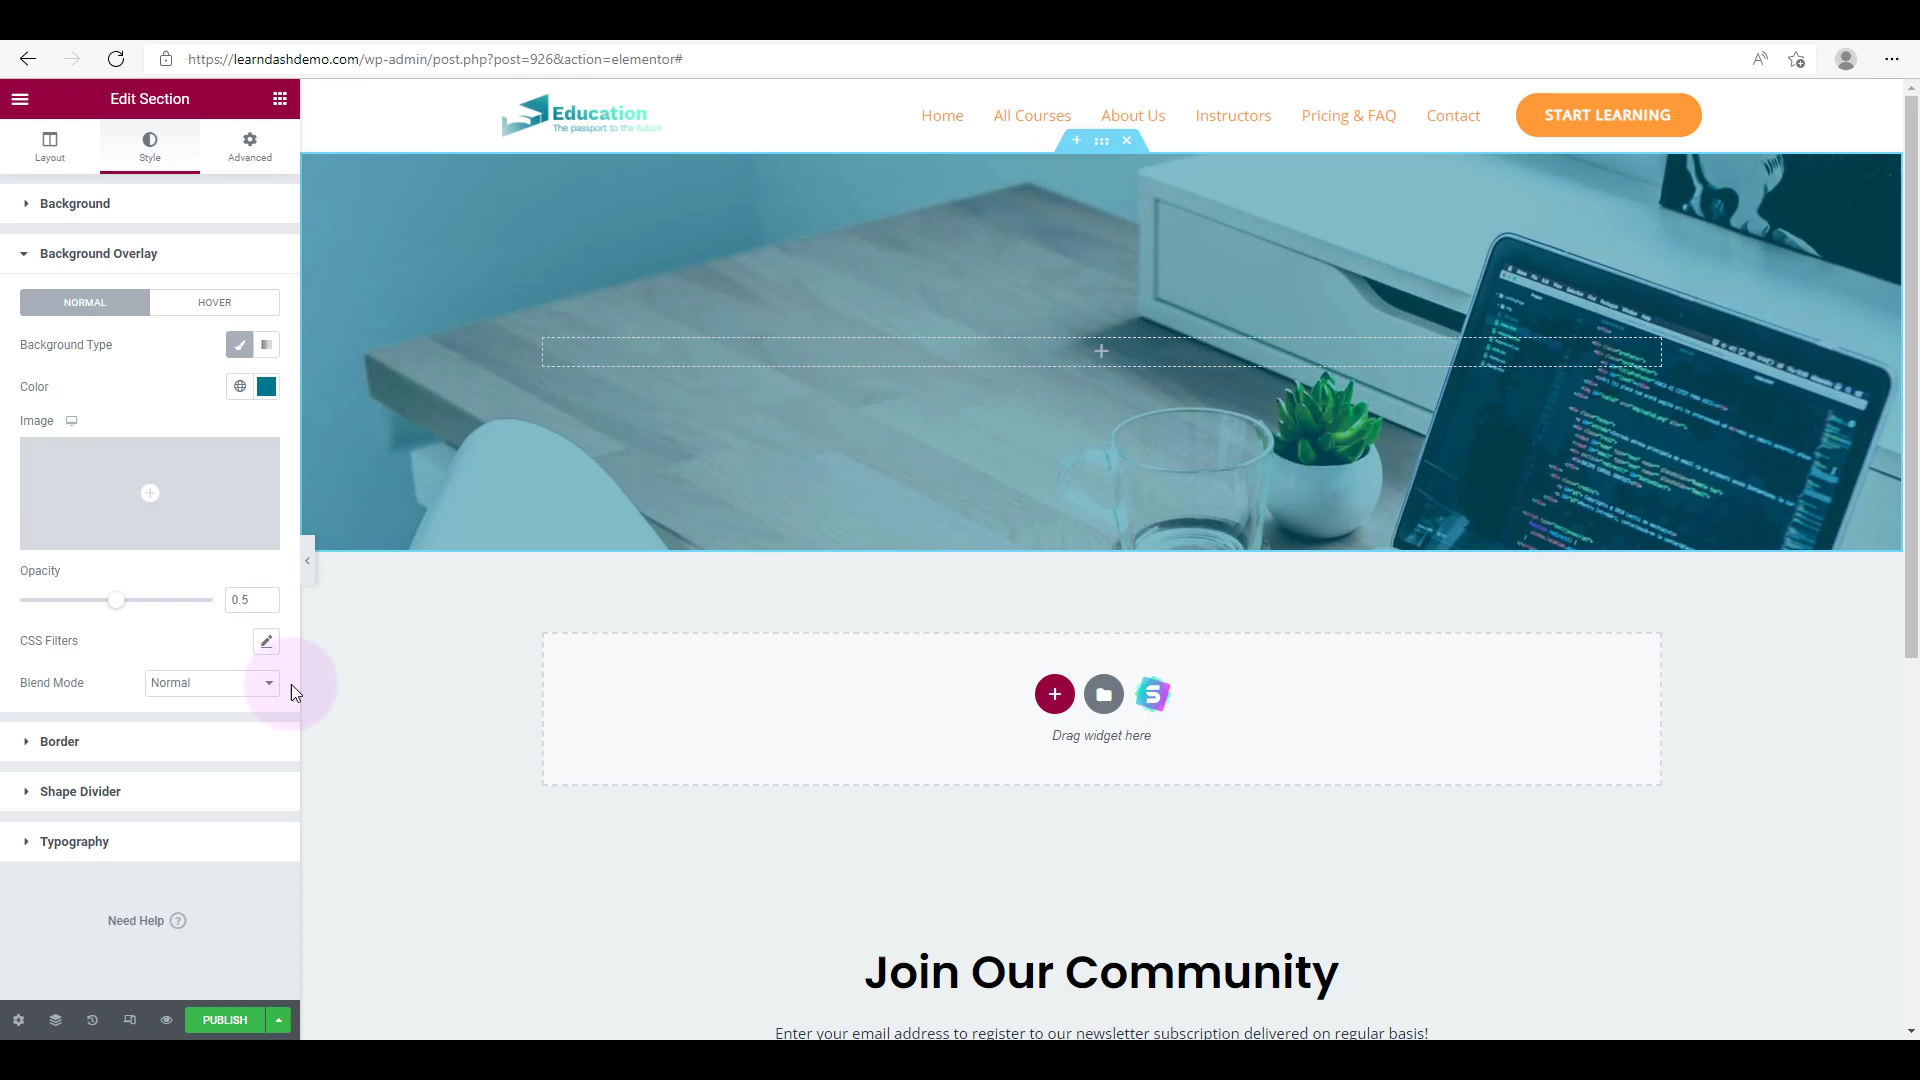 https://learndashdemo.com/wp-admin/post.php?post=926&action=elementor#
Edit Section
Layout
Style
Advanced
Background
Background Overlay
NORMAL
HOVER
Background Type
Color
Image
Opacity
0.5
CSS Filters
Blend Mode
Normal
Border
Shape Divider
Typography
Need Help ?
PUBLISH
Education
The passport to the future
Home
All Courses
About Us
Instructors
Pricing & FAQ
Contact
START LEARNING
Drag widget here
Join Our Community
Enter your email address to register to our newsletter subscription delivered on regular basis!